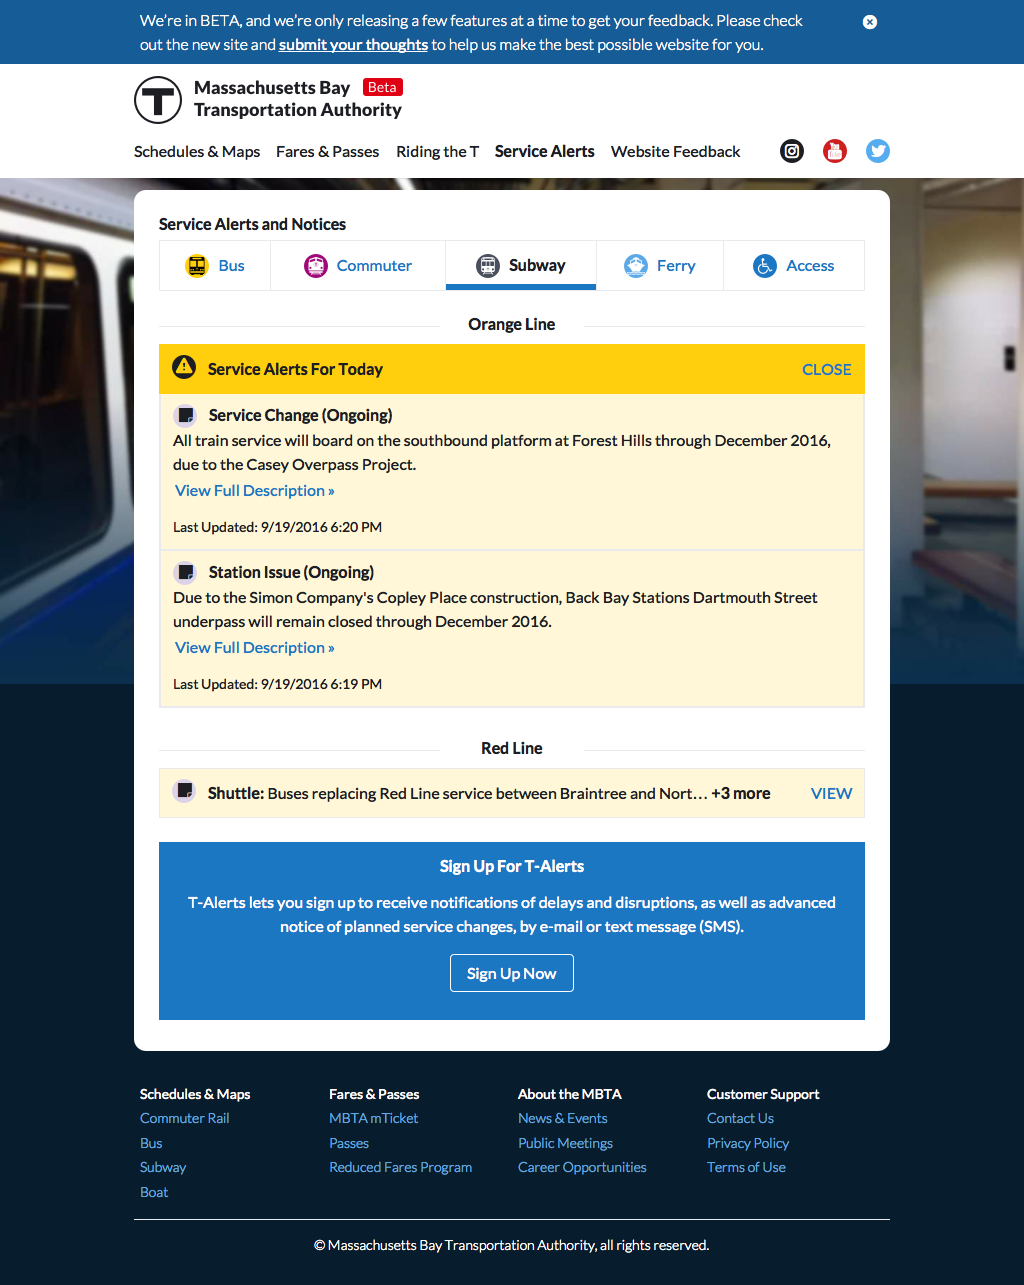 We're in BETA, and we're only releasing a few features at a time to get your feedback. Please check
out the new site and submit your thoughts to help us make the best possible website for you.
T
Massachusetts Bay Beta
Transportation Authority
Schedules & Maps Fares & Passes Riding the T Service Alerts Website Feedback
Service Alerts and Notices
Bus Commuter Subway Ferry Access
Orange Line
Service Alerts For Today CLOSE
Service Change (Ongoing)
All train service will board on the southbound platform at Forest Hills through December 2016,
due to the Casey Overpass Project.
View Full Description »
Last Updated: 9/19/2016 6:20 PM
Station Issue (Ongoing)
Due to the Simon Company's Copley Place construction, Back Bay Stations Dartmouth Street
underpass will remain closed through December 2016.
View Full Description »
Last Updated: 9/19/2016 6:19 PM
Red Line
Shuttle: Buses replacing Red Line service between Braintree and Nort… +3 more VIEW
Sign Up For T-Alerts
T-Alerts lets you sign up to receive notifications of delays and disruptions, as well as advanced
notice of planned service changes, by e-mail or text message (SMS).
Sign Up Now
Schedules & Maps Fares & Passes About the MBTA Customer Support
Commuter Rail MBTA mTicket News & Events Contact Us
Bus Passes Public Meetings Privacy Policy
Subway Reduced Fares Program Career Opportunities Terms of Use
Boat
© Massachusetts Bay Transportation Authority, all rights reserved.